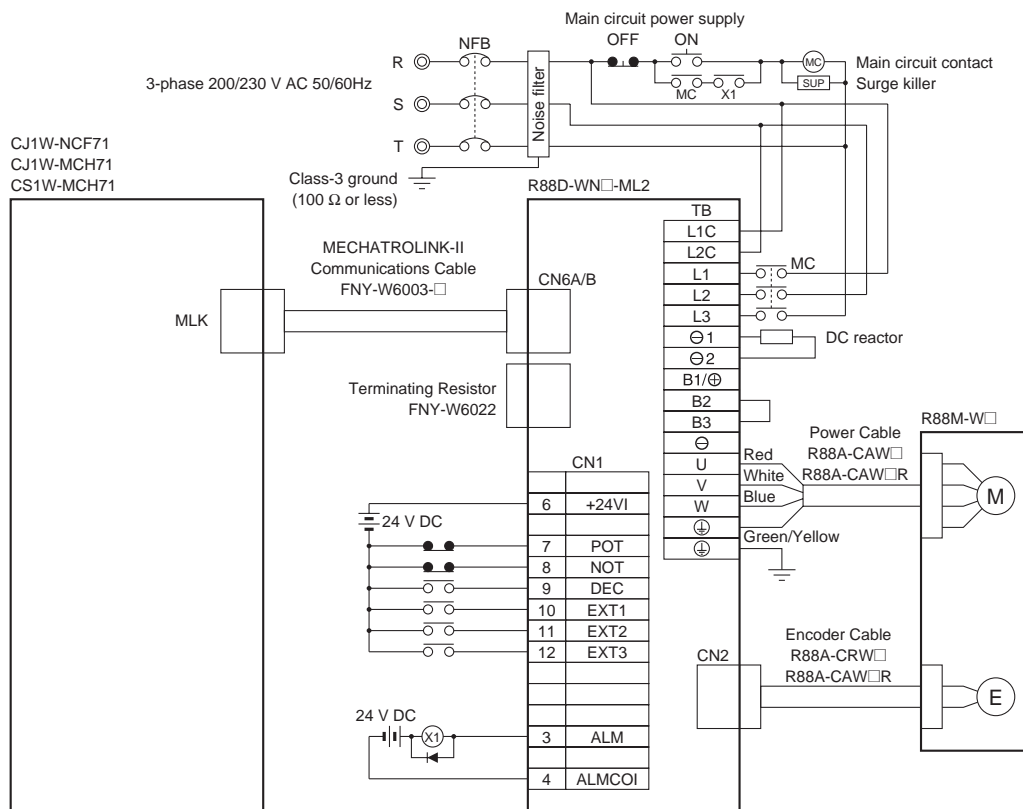 Main circuit power supply
OFF
ON
NFB
R
S
T
3-phase 200/230 V AC 50/60Hz
Noise filter
MC
X1
MC
SUP
Main circuit contact
Surge killer
Class-3 ground
(100 Ω or less)
CJ1W-NCF71
CJ1W-MCH71
CS1W-MCH71
R88D-WN□-ML2
TB
L1C
L2C
L1
L2
L3
⊖1
⊖2
B1/⊕
B2
B3
⊖
U
V
W
MC
DC reactor
MECHATROLINK-II
Communications Cable
FNY-W6003-□
MLK
CN6A/B
Terminating Resistor
FNY-W6022
Red
White
Blue
Green/Yellow
Power Cable
R88A-CAW□
R88A-CAW□R
R88M-W□
M
CN1
24 V DC
6 +24VI
7 POT
8 NOT
9 DEC
10 EXT1
11 EXT2
12 EXT3
24 V DC
X1
3 ALM
4 ALMCOI
CN2
Encoder Cable
R88A-CRW□
R88A-CAW□R
E